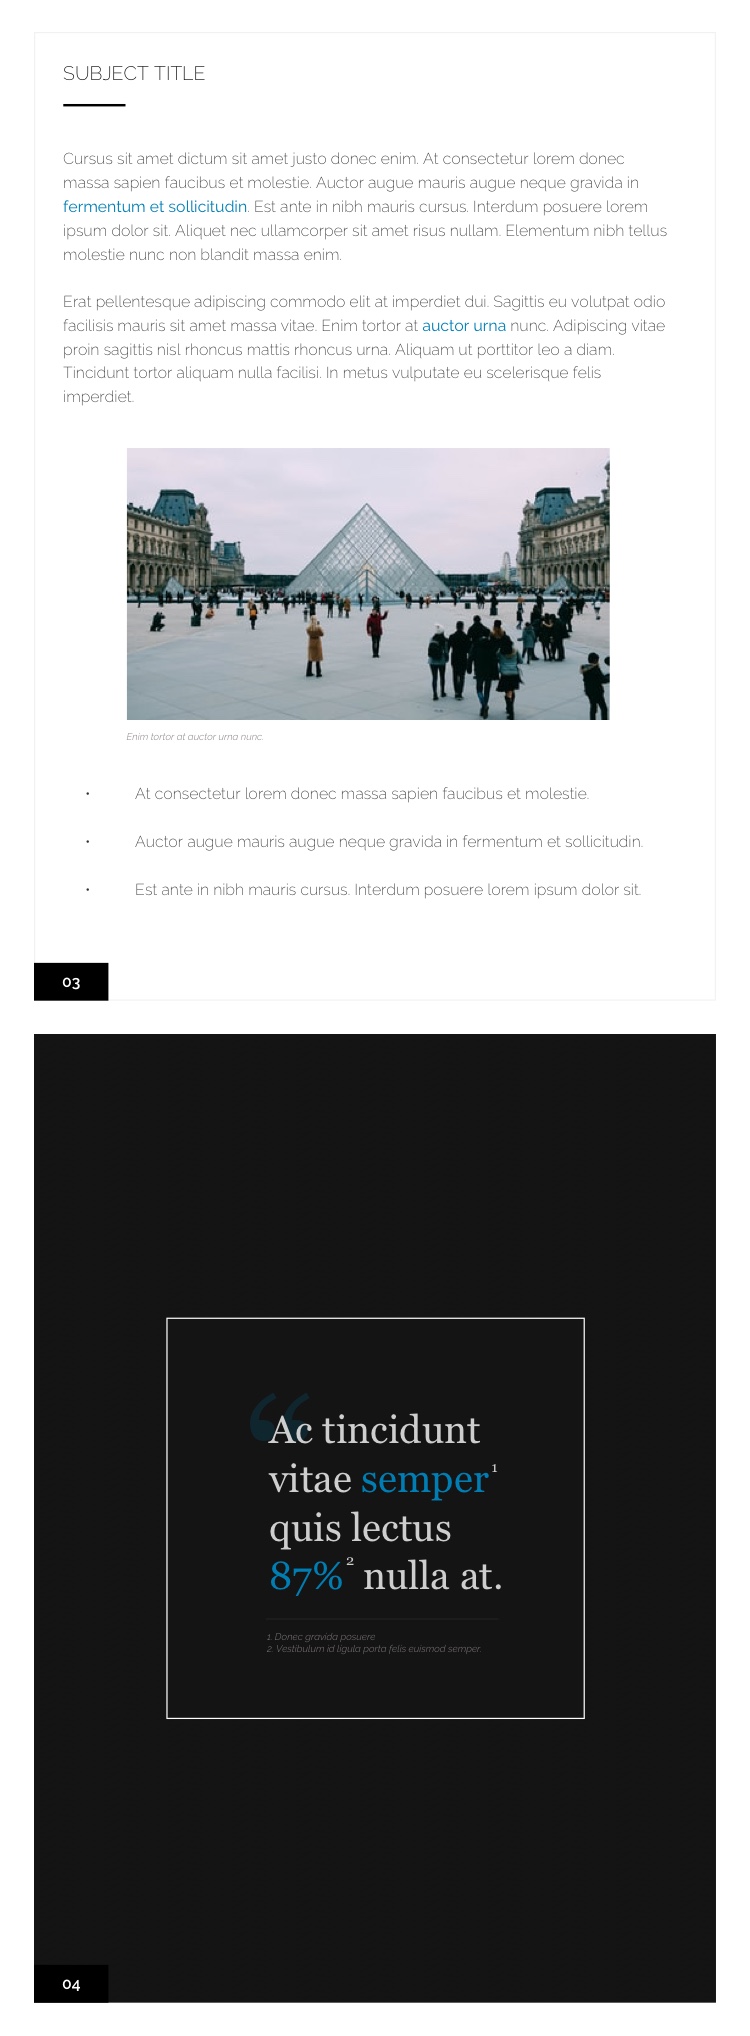 SUBJECT TITLE
Cursus sit amet dictum sit amet justo donec enim. At consectetur lorem donec
massa sapien faucibus et molestie. Auctor augue mauris augue neque gravida in
fermentum et sollicitudin. Est ante in nibh mauris cursus. Interdum posuere lorem
ipsum dolor sit. Aliquet nec ullamcorper sit amet risus nullam. Elementum nibh tellus
molestie nunc non blandit massa enim.
Erat pellentesque adipiscing commodo elit at imperdiet dui. Sagittis eu volutpat odio
facilisis mauris sit amet massa vitae. Enim tortor at auctor urna nunc. Adipiscing vitae
proin sagittis nisl rhoncus mattis rhoncus urna. Aliquam ut porttitor leo a diam.
Tincidunt tortor aliquam nulla facilisi. In metus vulputate eu scelerisque felis
imperdiet.
Enim tortor at auctor urna nunc.
• At consectetur lorem donec massa sapien faucibus et molestie.
• Auctor augue mauris augue neque gravida in fermentum et sollicitudin.
• Est ante in nibh mauris cursus. Interdum posuere lorem ipsum dolor sit.
03
“
Ac tincidunt
vitae semper¹
quis lectus
87%² nulla at.
1. Donec gravida posuere
2. Vestibulum id ligula porta felis euismod semper.
04